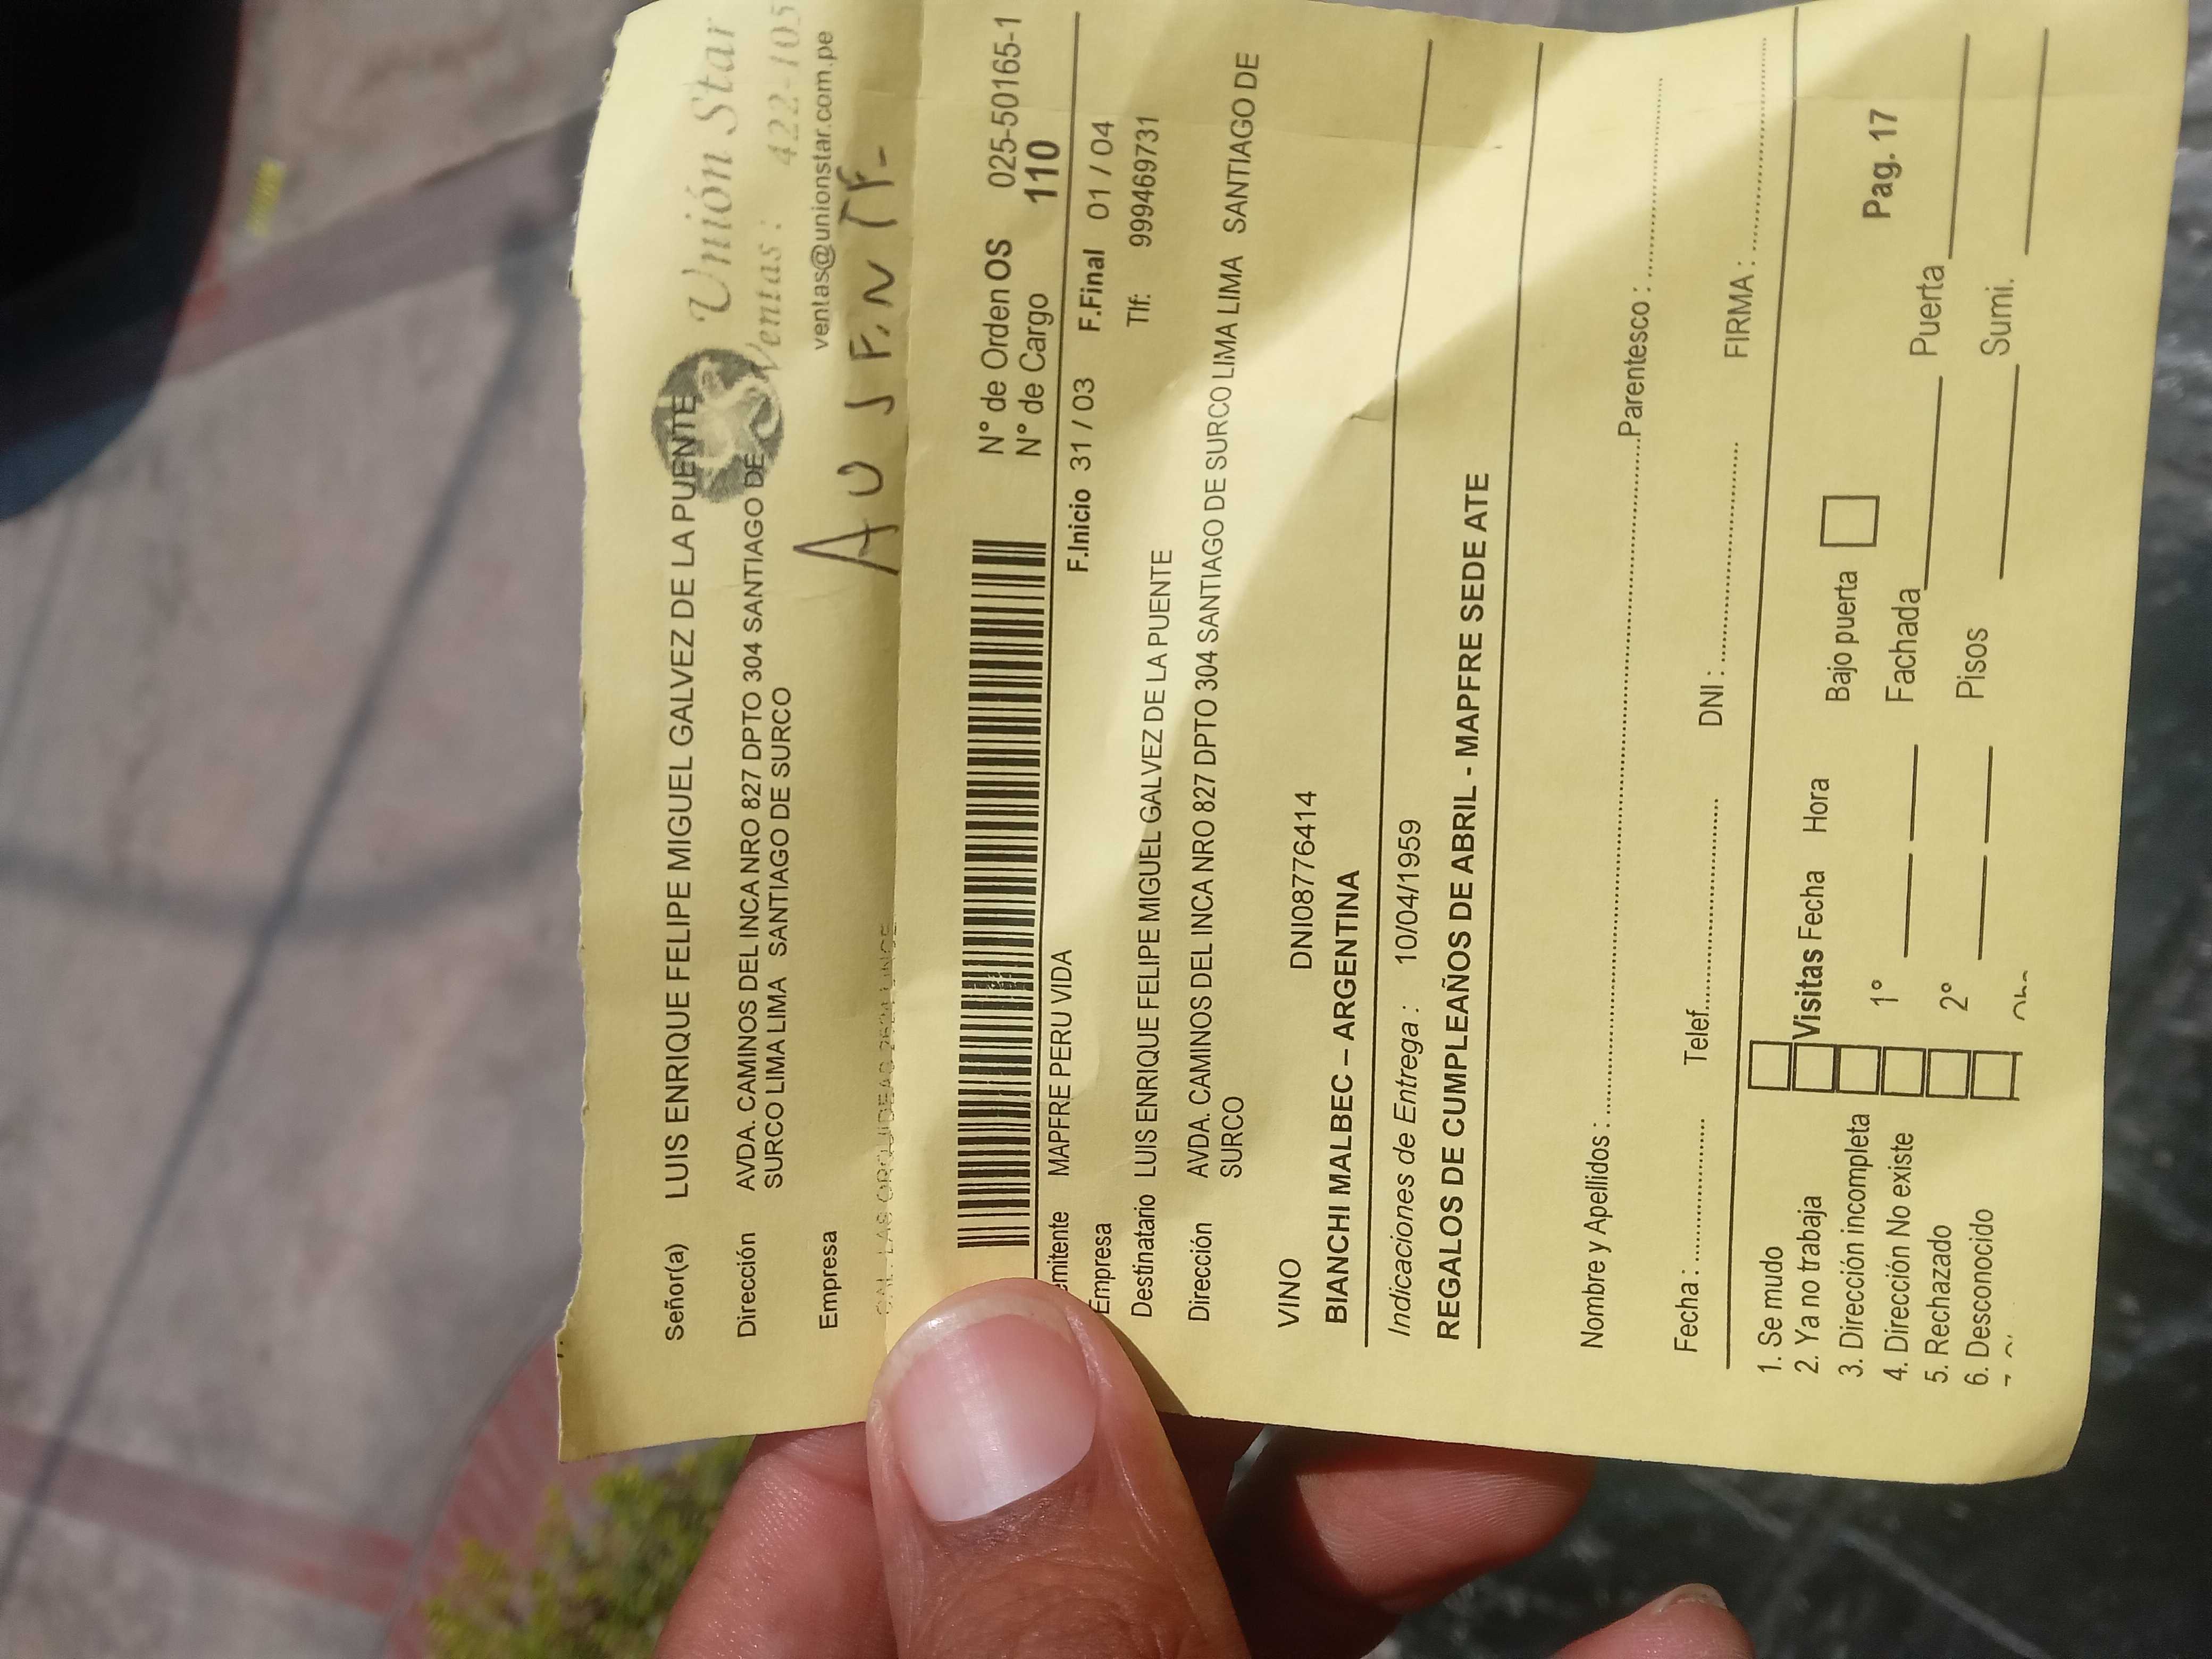 Señor(a) LUIS ENRIQUE FELIPE MIGUEL GALVEZ DE LA PUENTE
Unión Star
Dirección AVDA. CAMINOS DEL INCA NRO 827 DPTO 304 SANTIAGO DE
SURCO LIMA LIMA SANTIAGO DE SURCO
Ventas : 422-105
ventas@unionstar.com.pe
Empresa
AUSENTE-
N° de Orden OS 025-50165-1
N° de Cargo 110
emitente MAPFRE PERU VIDA
F.Inicio 31 / 03 F.Final 01 / 04
Empresa
Tlf: 999469731
Destinatario LUIS ENRIQUE FELIPE MIGUEL GALVEZ DE LA PUENTE
Dirección AVDA. CAMINOS DEL INCA NRO 827 DPTO 304 SANTIAGO DE SURCO LIMA LIMA SANTIAGO DE
SURCO
VINO DNI08776414
BIANCHI MALBEC – ARGENTINA
Indicaciones de Entrega : 10/04/1959
REGALOS DE CUMPLEAÑOS DE ABRIL - MAPFRE SEDE ATE
Nombre y Apellidos : Parentesco :
Fecha : Telef. DNI : FIRMA :
1. Se mudo
2. Ya no trabaja Visitas Fecha Hora Bajo puerta
3. Dirección incompleta 1° Pag. 17
4. Dirección No existe Fachada Puerta
5. Rechazado 2°
6. Desconocido Pisos Sumi.